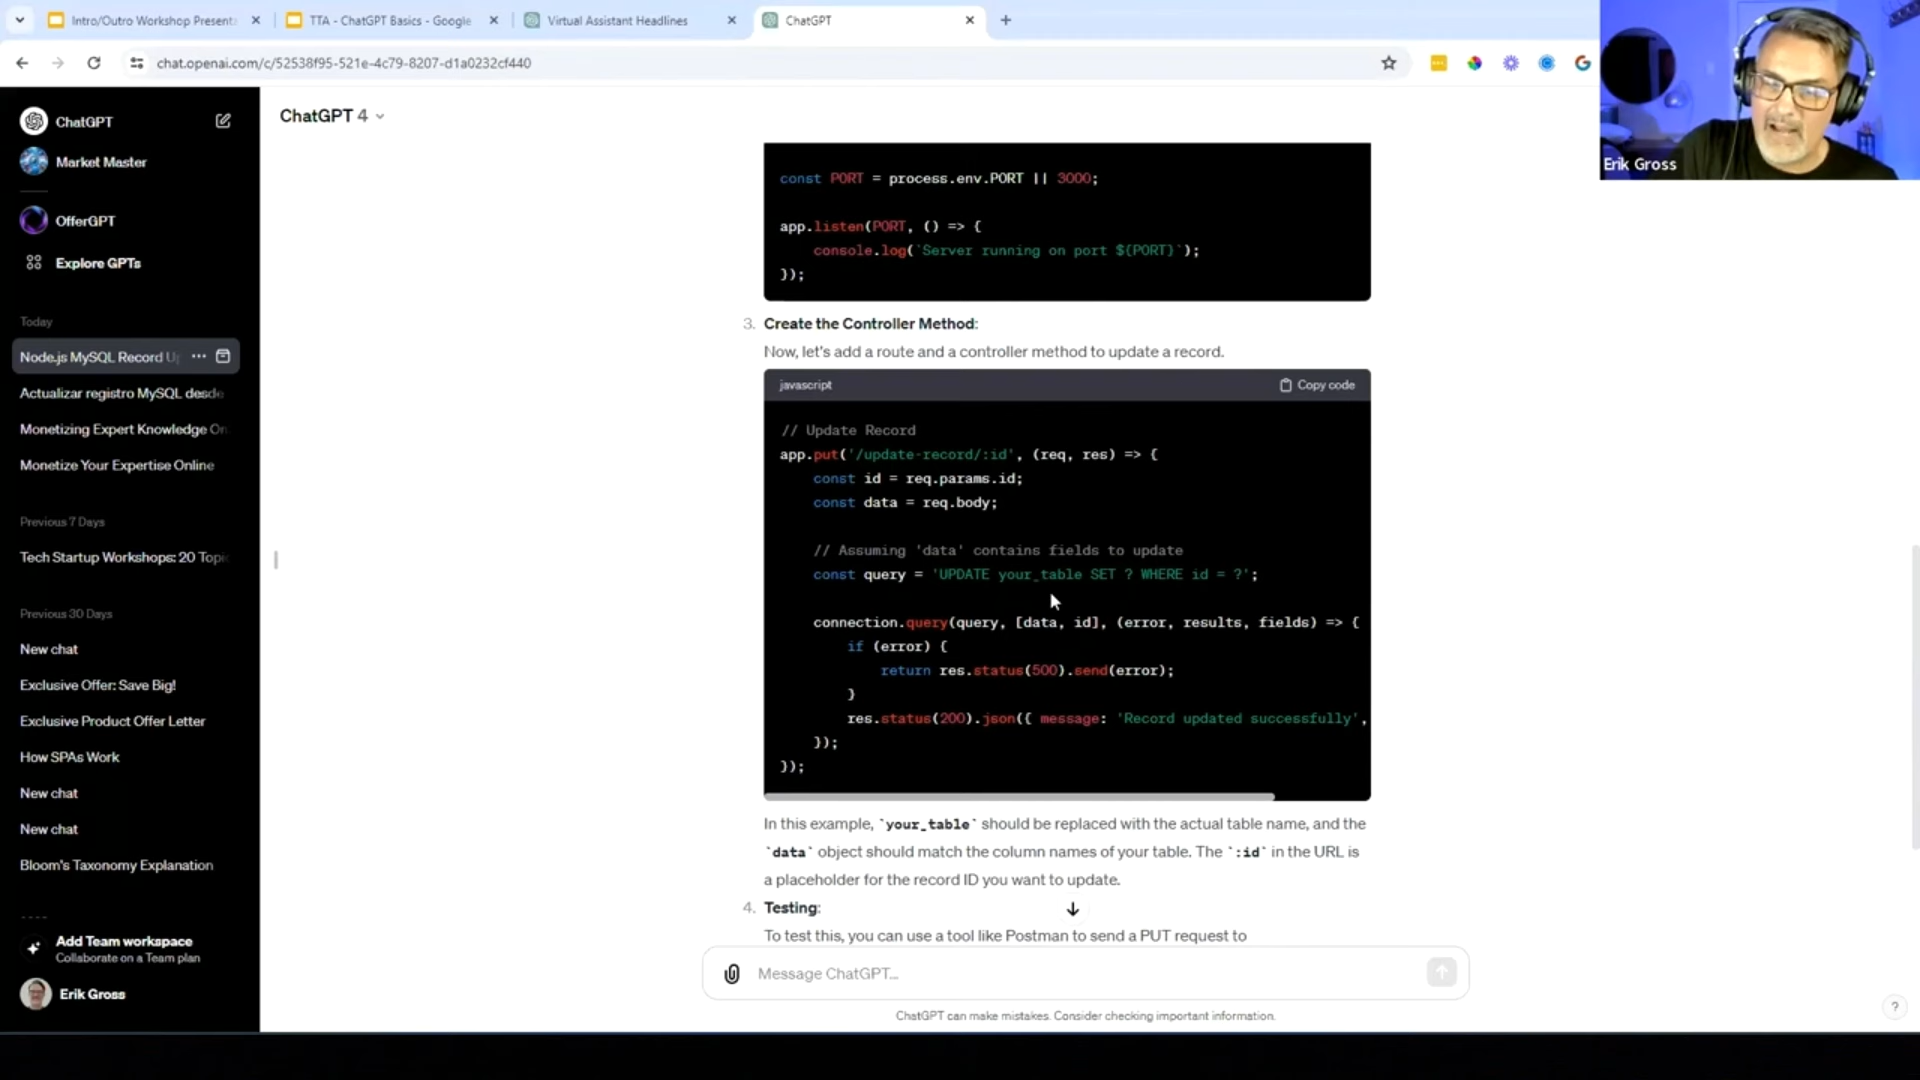 Intro/Outro Workshop Present
TTA - ChatGPT Basics - Google
Virtual Assistant Headlines
ChatGPT
chat.openai.com/c/52538f95-521e-4c79-8207-d1a0232cf440
Erik Gross
ChatGPT
Market Master
OfferGPT
Explore GPTs
Today
Node.js MySQL Record U
Actualizar registro MySQL desde
Monetizing Expert Knowledge On
Monetize Your Expertise Online
Previous 7 Days
Tech Startup Workshops: 20 Topi
Previous 30 Days
New chat
Exclusive Offer: Save Big!
Exclusive Product Offer Letter
How SPAs Work
New chat
New chat
Bloom's Taxonomy Explanation
Add Team workspace
Collaborate on a Team plan
Erik Gross
ChatGPT 4
const PORT = process.env.PORT || 3000;
app.listen(PORT, () => {
console.log(`Server running on port ${PORT}`);
});
3. Create the Controller Method:
Now, let's add a route and a controller method to update a record.
javascript
Copy code
// Update Record
app.put('/update-record/:id', (req, res) => {
const id = req.params.id;
const data = req.body;
// Assuming 'data' contains fields to update
const query = 'UPDATE your_table SET ? WHERE id = ?';
connection.query(query, [data, id], (error, results, fields) => {
if (error) {
return res.status(500).send(error);
}
res.status(200).json({ message: 'Record updated successfully',
});
});
In this example, `your_table` should be replaced with the actual table name, and the
`data` object should match the column names of your table. The `:id` in the URL is
a placeholder for the record ID you want to update.
4. Testing:
To test this, you can use a tool like Postman to send a PUT request to
Message ChatGPT...
ChatGPT can make mistakes. Consider checking important information.
?